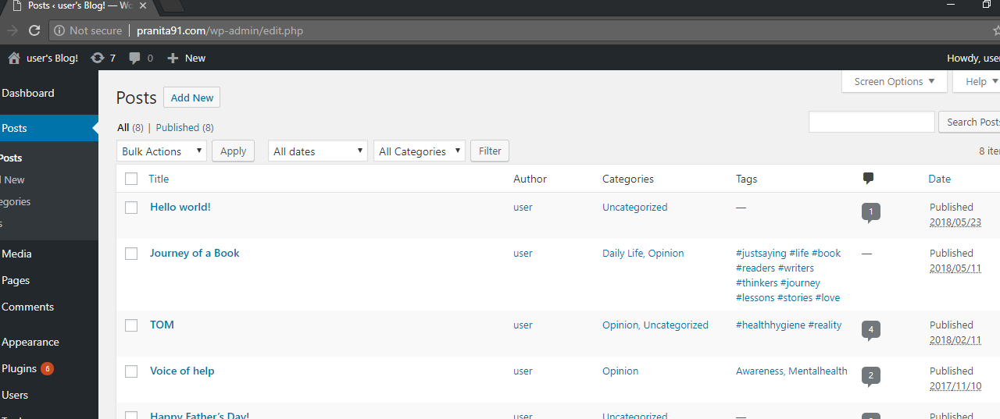 Posts ‹ user's Blog! — Wo
Not secure | pranita91.com/wp-admin/edit.php
user's Blog! 7 0 New Howdy, user
Screen Options Help
Dashboard
Posts Add New
Posts
All (8) | Published (8)
Search Posts
Bulk Actions Apply All dates All Categories Filter
8 iter
Posts
New
egories
s
Media
Pages
Comments
Appearance
Plugins 6
Users
Title Author Categories Tags Date
Hello world! user Uncategorized — 1 Published
2018/05/23
Journey of a Book user Daily Life, Opinion #justsaying #life #book — Published
#readers #writers 2018/05/11
#thinkers #journey
#lessons #stories #love
TOM user Opinion, Uncategorized #healthhygiene #reality 4 Published
2018/02/11
Voice of help user Opinion Awareness, Mentalhealth 2 Published
2017/11/10
Happy Father's Day! user Uncategorized — Published